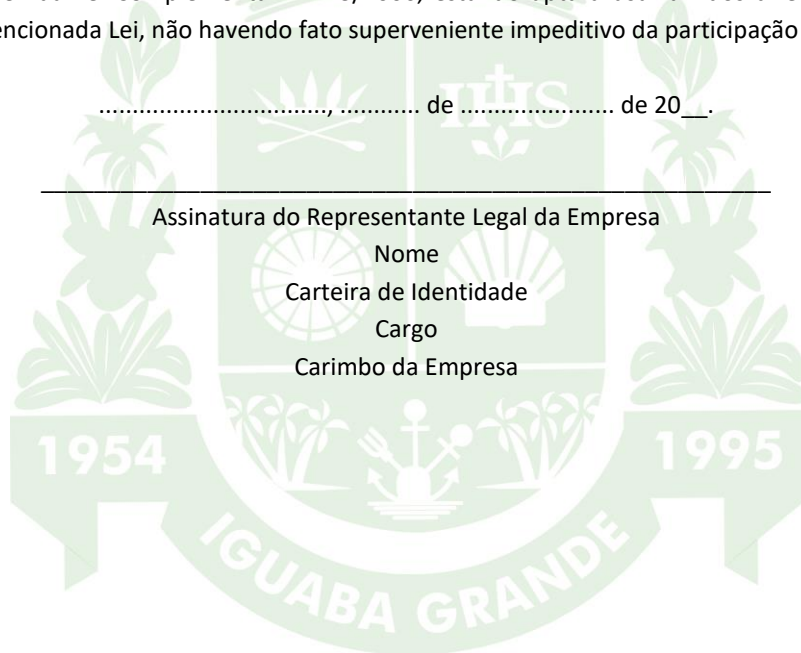 mencionada Lei, não havendo fato superveniente impeditivo da participação
.................................., ............ de ....................... de 20__.
Assinatura do Representante Legal da Empresa
Nome
Carteira de Identidade
Cargo
Carimbo da Empresa
IHS
1954
1995
IGUABA GRANDE